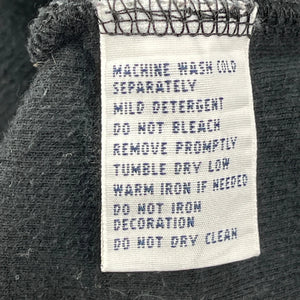 MACHINE WASH COLD
SEPARATELY
MILD DETERGENT
DO NOT BLEACH
REMOVE PROMPTLY
TUMBLE DRY LOW
WARM IRON IF NEEDED
DO NOT IRON
DECORATION
DO NOT DRY CLEAN